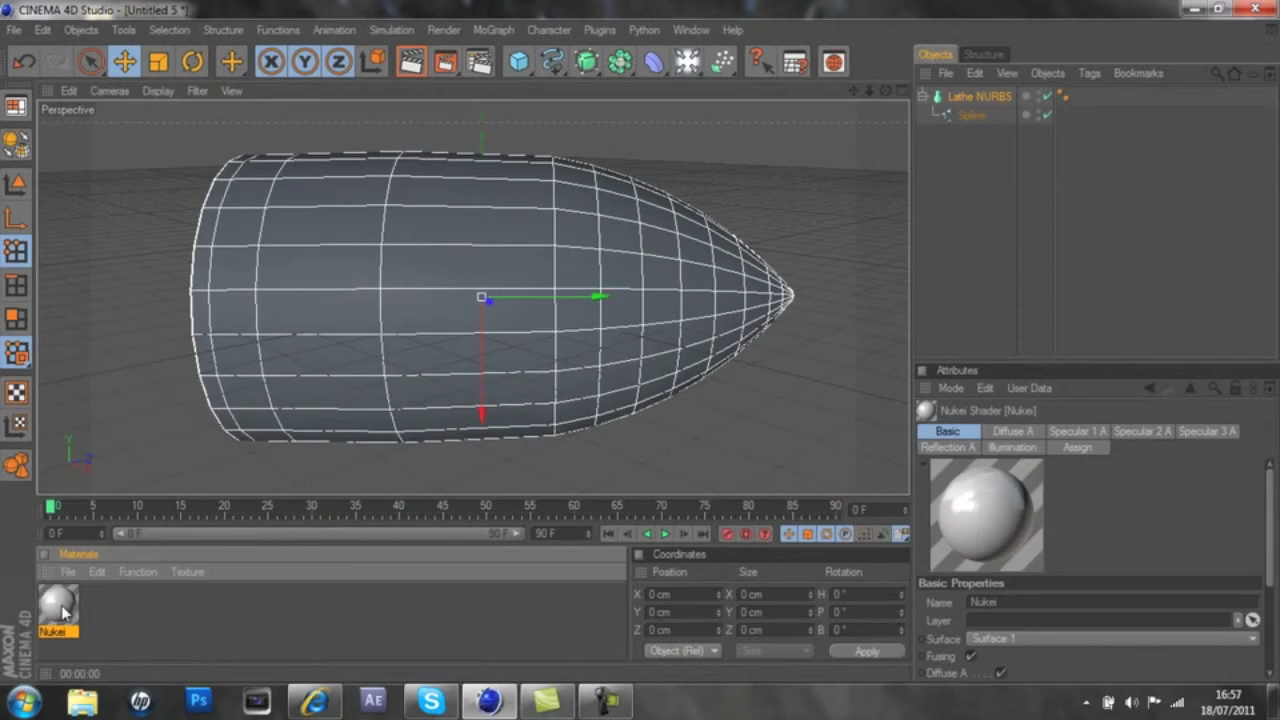 CINEMA 4D Studio - [Untitled 5 *]
File Edit Objects Tools Selection Structure Functions Animation Simulation Render MoGraph Character Plugins Python Window Help
Objects Structure
File Edit View Objects Tags Bookmarks
Edit Cameras Display Filter View
Lathe NURBS
Spline
Perspective
Y
Z
X Y Z
Attributes
Mode Edit User Data
Nukei Shader [Nukei]
Basic Diffuse A Specular 1 A Specular 2 A Specular 3 A
Reflection A Illumination Assign
0 5 10 15 20 25 30 35 40 45 50 55 60 65 70 75 80 85 90 0 F
0 F 0 F 90 F 90 F
Materials
File Edit Function Texture
Nukei
Coordinates
Position Size Rotation
X 0 cm X 0 cm H 0 °
Y 0 cm Y 0 cm P 0 °
Z 0 cm Z 0 cm B 0 °
Object (Rel) Size Apply
Basic Properties
Name Nukei
Layer
Surface Surface 1
Fusing
Diffuse A
MAXON
CINEMA 4D
00:00:00
hp Ps Ae S
16:57
18/07/2011